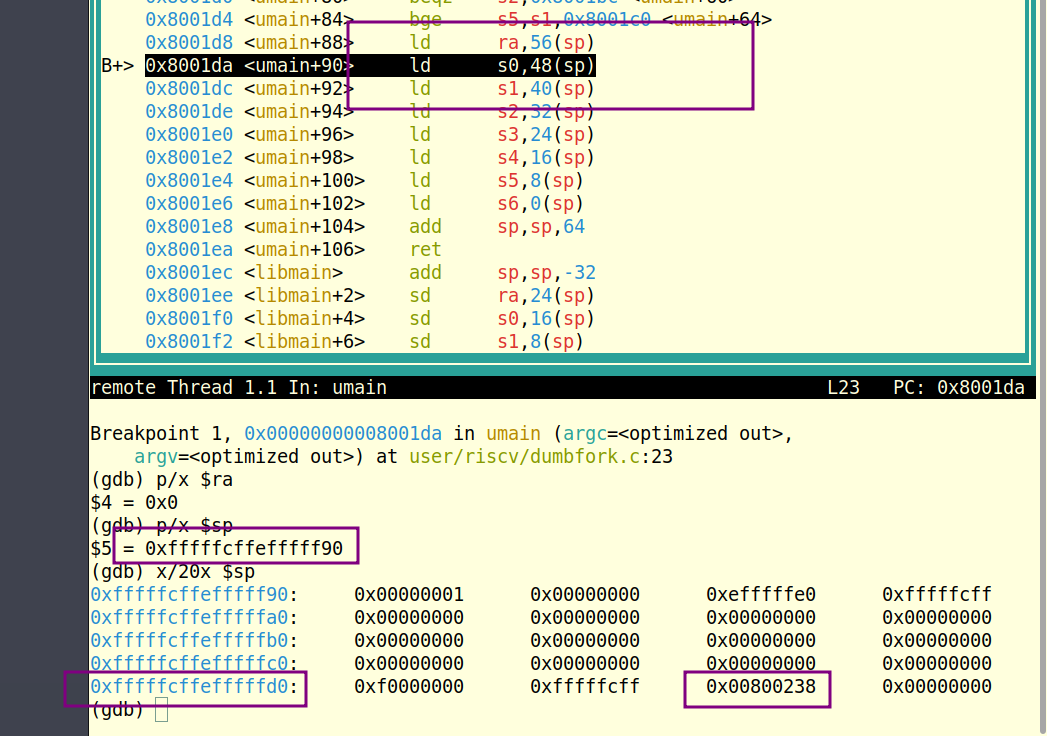 0x8001d4 <umain+84> bge s5,s1,0x8001c0 <umain+64>
0x8001d8 <umain+88> ld ra,56(sp)
B+> 0x8001da <umain+90> ld s0,48(sp)
0x8001dc <umain+92> ld s1,40(sp)
0x8001de <umain+94> ld s2,32(sp)
0x8001e0 <umain+96> ld s3,24(sp)
0x8001e2 <umain+98> ld s4,16(sp)
0x8001e4 <umain+100> ld s5,8(sp)
0x8001e6 <umain+102> ld s6,0(sp)
0x8001e8 <umain+104> add sp,sp,64
0x8001ea <umain+106> ret
0x8001ec <libmain> add sp,sp,-32
0x8001ee <libmain+2> sd ra,24(sp)
0x8001f0 <libmain+4> sd s0,16(sp)
0x8001f2 <libmain+6> sd s1,8(sp)
remote Thread 1.1 In: umain L23 PC: 0x8001da
Breakpoint 1, 0x00000000008001da in umain (argc=<optimized out>,
argv=<optimized out>) at user/riscv/dumbfork.c:23
(gdb) p/x $ra
$4 = 0x0
(gdb) p/x $sp
$5 = 0xfffffcffefffff90
(gdb) x/20x $sp
0xfffffcffefffff90: 0x00000001 0x00000000 0xefffffe0 0xfffffcff
0xfffffcffefffffa0: 0x00000000 0x00000000 0x00000000 0x00000000
0xfffffcffefffffb0: 0x00000000 0x00000000 0x00000000 0x00000000
0xfffffcffefffffc0: 0x00000000 0x00000000 0x00000000 0x00000000
0xfffffcffefffffd0: 0xf0000000 0xfffffcff 0x00800238 0x00000000
(gdb)